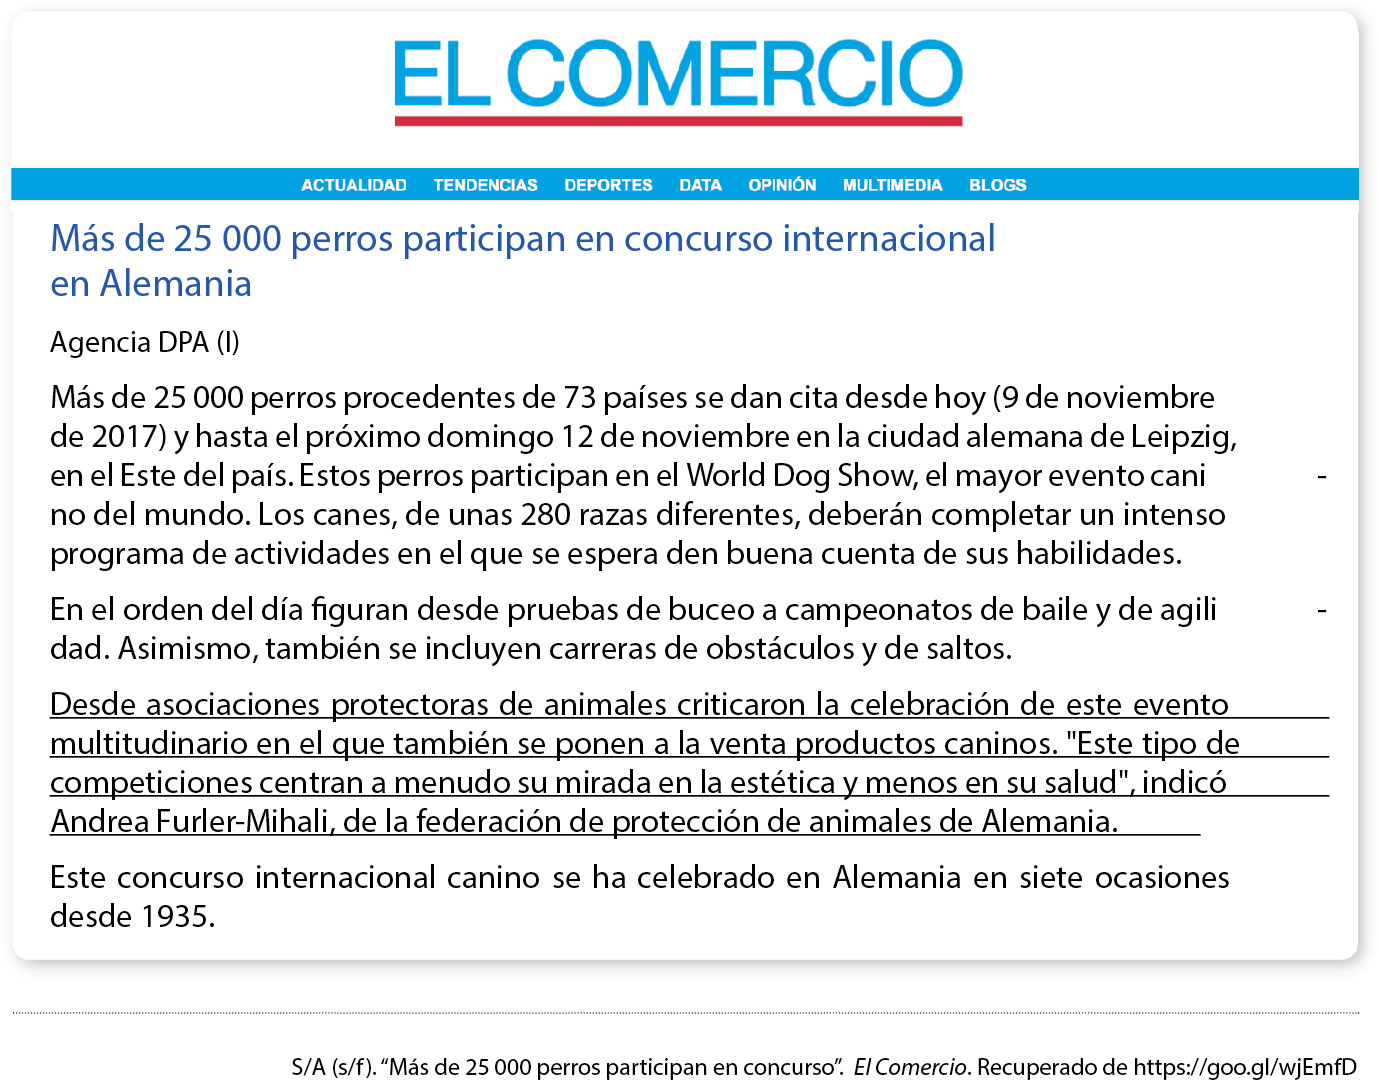 EL COMERCIO
ACTUALIDAD TENDENCIAS DEPORTES DATA OPINIÓN MULTIMEDIA BLOGS
Más de 25 000 perros participan en concurso internacional
en Alemania
Agencia DPA (I)
Más de 25 000 perros procedentes de 73 países se dan cita desde hoy (9 de noviembre
de 2017) y hasta el próximo domingo 12 de noviembre en la ciudad alemana de Leipzig,
en el Este del país. Estos perros participan en el World Dog Show, el mayor evento cani -
no del mundo. Los canes, de unas 280 razas diferentes, deberán completar un intenso
programa de actividades en el que se espera den buena cuenta de sus habilidades.
En el orden del día figuran desde pruebas de buceo a campeonatos de baile y de agili -
dad. Asimismo, también se incluyen carreras de obstáculos y de saltos.
Desde asociaciones protectoras de animales criticaron la celebración de este evento
multitudinario en el que también se ponen a la venta productos caninos. "Este tipo de
competiciones centran a menudo su mirada en la estética y menos en su salud", indicó
Andrea Furler-Mihali, de la federación de protección de animales de Alemania.
Este concurso internacional canino se ha celebrado en Alemania en siete ocasiones
desde 1935.
S/A (s/f). “Más de 25 000 perros participan en concurso”. El Comercio. Recuperado de https://goo.gl/wjEmfD